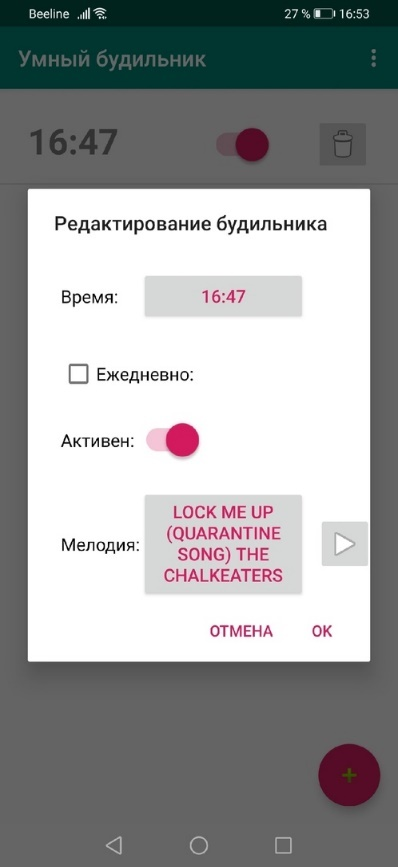 Beeline 27 % 16:53
Умный будильник
16:47
Редактирование будильника
Время: 16:47
Ежедневно:
Активен:
Мелодия: LOCK ME UP
(QUARANTINE
SONG) THE
CHALKEATERS
ОТМЕНА OK